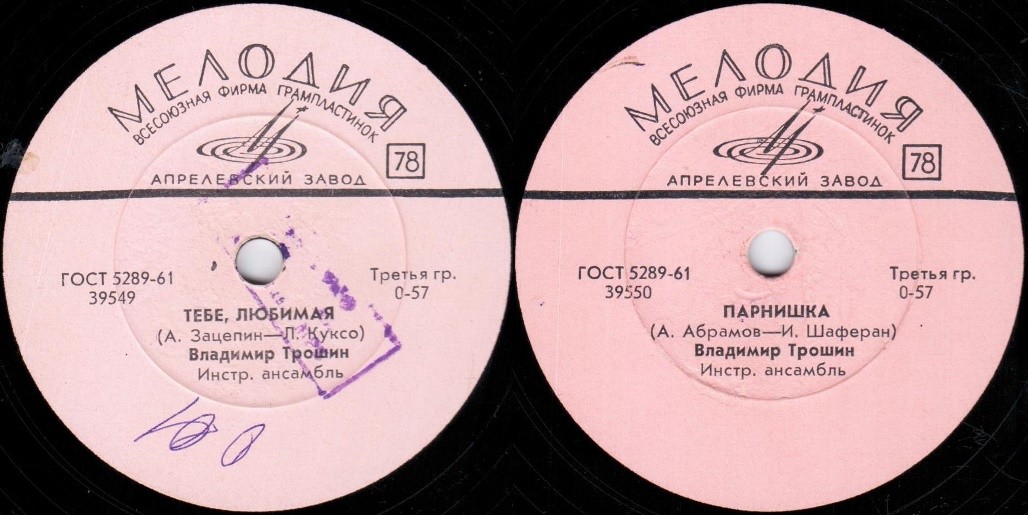 МЕЛОДИЯ
ВСЕСОЮЗНАЯ ФИРМА ГРАМПЛАСТИНОК
78
АПРЕЛЕВСКИЙ ЗАВОД
ГОСТ 5289-61
39549
Третья гр.
0-57
ТЕБЕ, ЛЮБИМАЯ
(А. Зацепин—Л. Куксо)
Владимир Трошин
Инстр. ансамбль
МЕЛОДИЯ
ВСЕСОЮЗНАЯ ФИРМА ГРАМПЛАСТИНОК
78
АПРЕЛЕВСКИЙ ЗАВОД
ГОСТ 5289-61
39550
Третья гр.
0-57
ПАРНИШКА
(А. Абрамов—И. Шаферан)
Владимир Трошин
Инстр. ансамбль